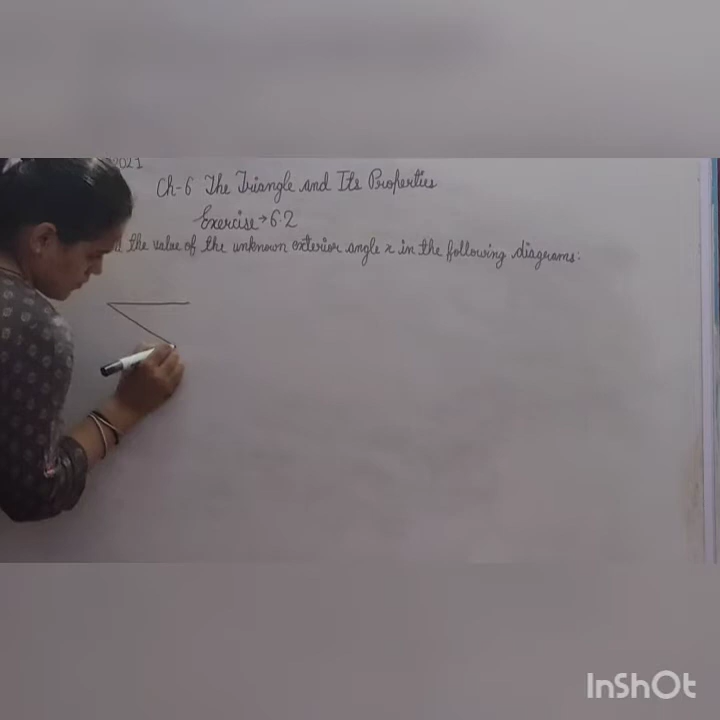 2021
Ch-6 The Triangle and Its Properties
Exercise → 6.2
the value of the unknown exterior angle x in the following diagrams:
InShOt